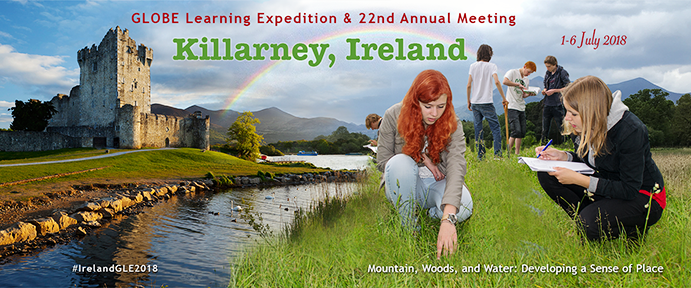 GLOBE Learning Expedition & 22nd Annual Meeting
Killarney, Ireland
1-6 July 2018
#IrelandGLE2018
Mountain, Woods, and Water: Developing a Sense of Place